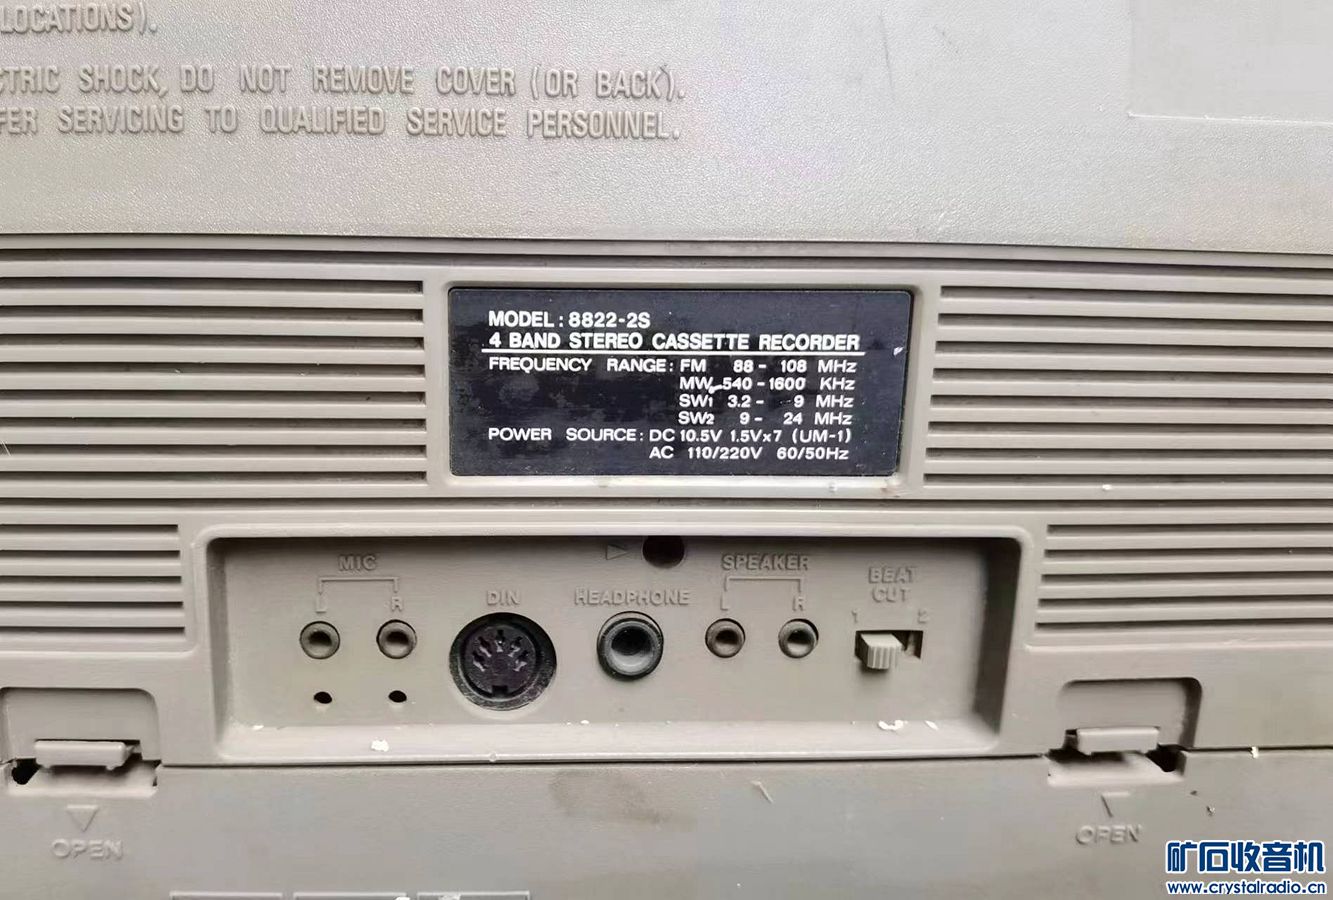 LOCATIONS).
CTRIC SHOCK, DO NOT REMOVE COVER (OR BACK).
FER SERVICING TO QUALIFIED SERVICE PERSONNEL.
MODEL: 8822-2S
4 BAND STEREO CASSETTE RECORDER
FREQUENCY RANGE: FM 88 - 108 MHz
MW 540 - 1600 KHz
SW1 3.2 - 9 MHz
SW2 9 - 24 MHz
POWER SOURCE: DC 10.5V 1.5Vx7 (UM-1)
AC 110/220V 60/50Hz
MIC
L R
DIN
HEADPHONE
SPEAKER
L R
BEAT
CUT
1 2
OPEN
OPEN
矿石收音机
www.crystalradio.cn